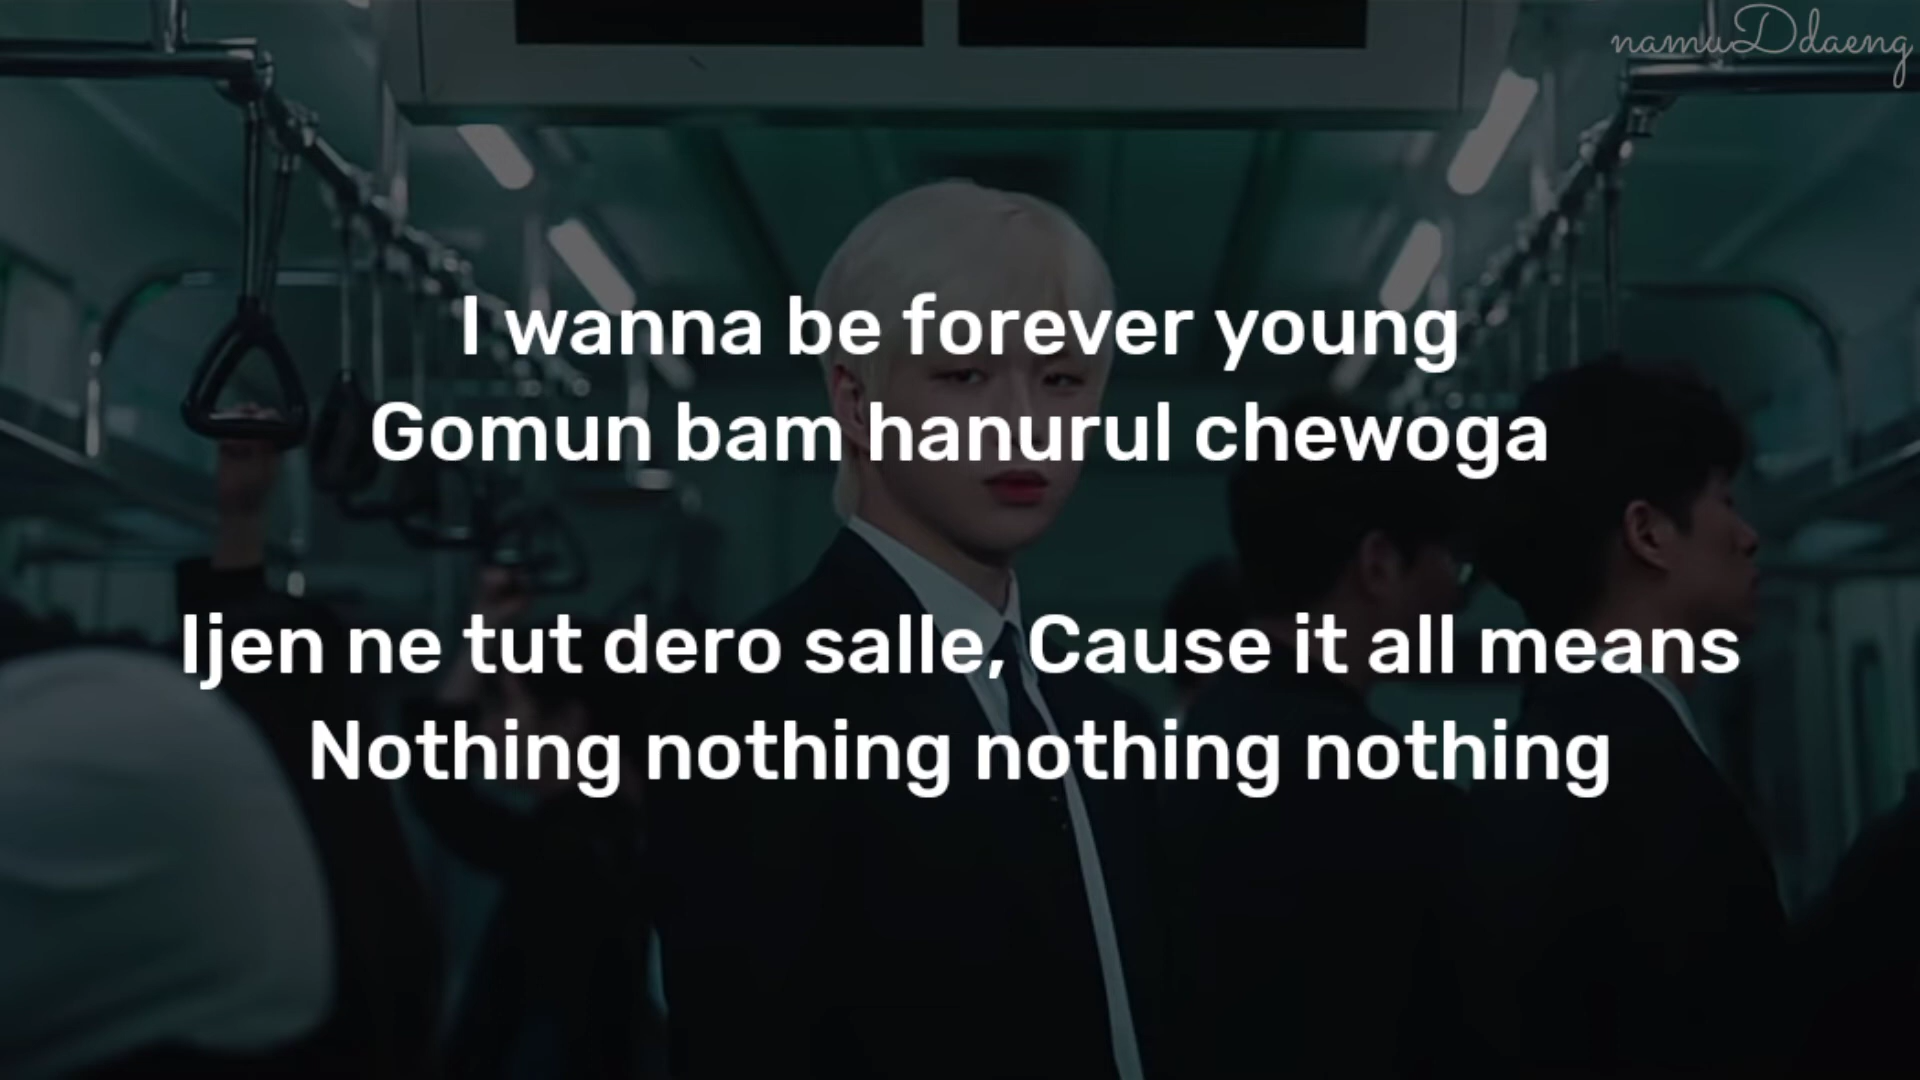 namuDdaeng
I wanna be forever young
Gomun bam hanurul chewoga
Ijen ne tut dero salle, Cause it all means
Nothing nothing nothing nothing